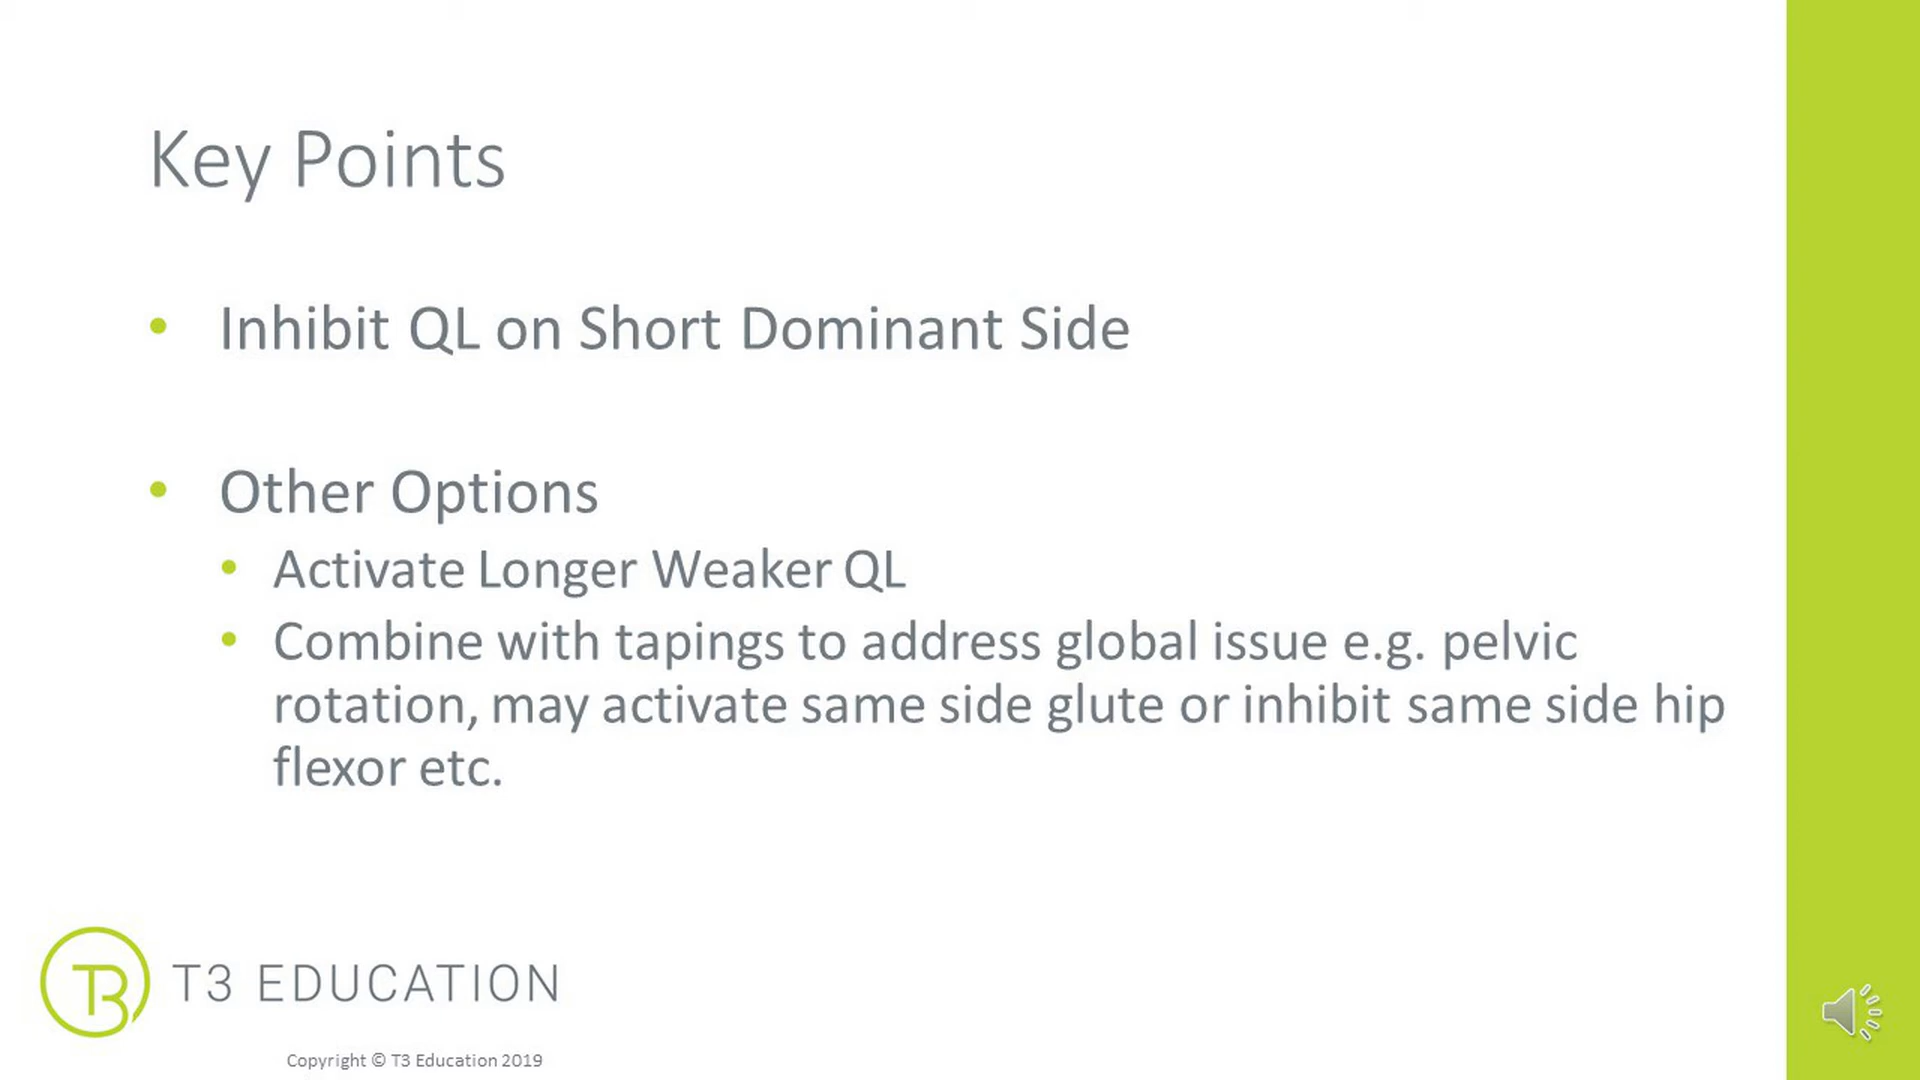 Key Points
• Inhibit QL on Short Dominant Side
• Other Options
• Activate Longer Weaker QL
• Combine with tapings to address global issue e.g. pelvic
rotation, may activate same side glute or inhibit same side hip
flexor etc.
T3 T3 EDUCATION
Copyright © T3 Education 2019